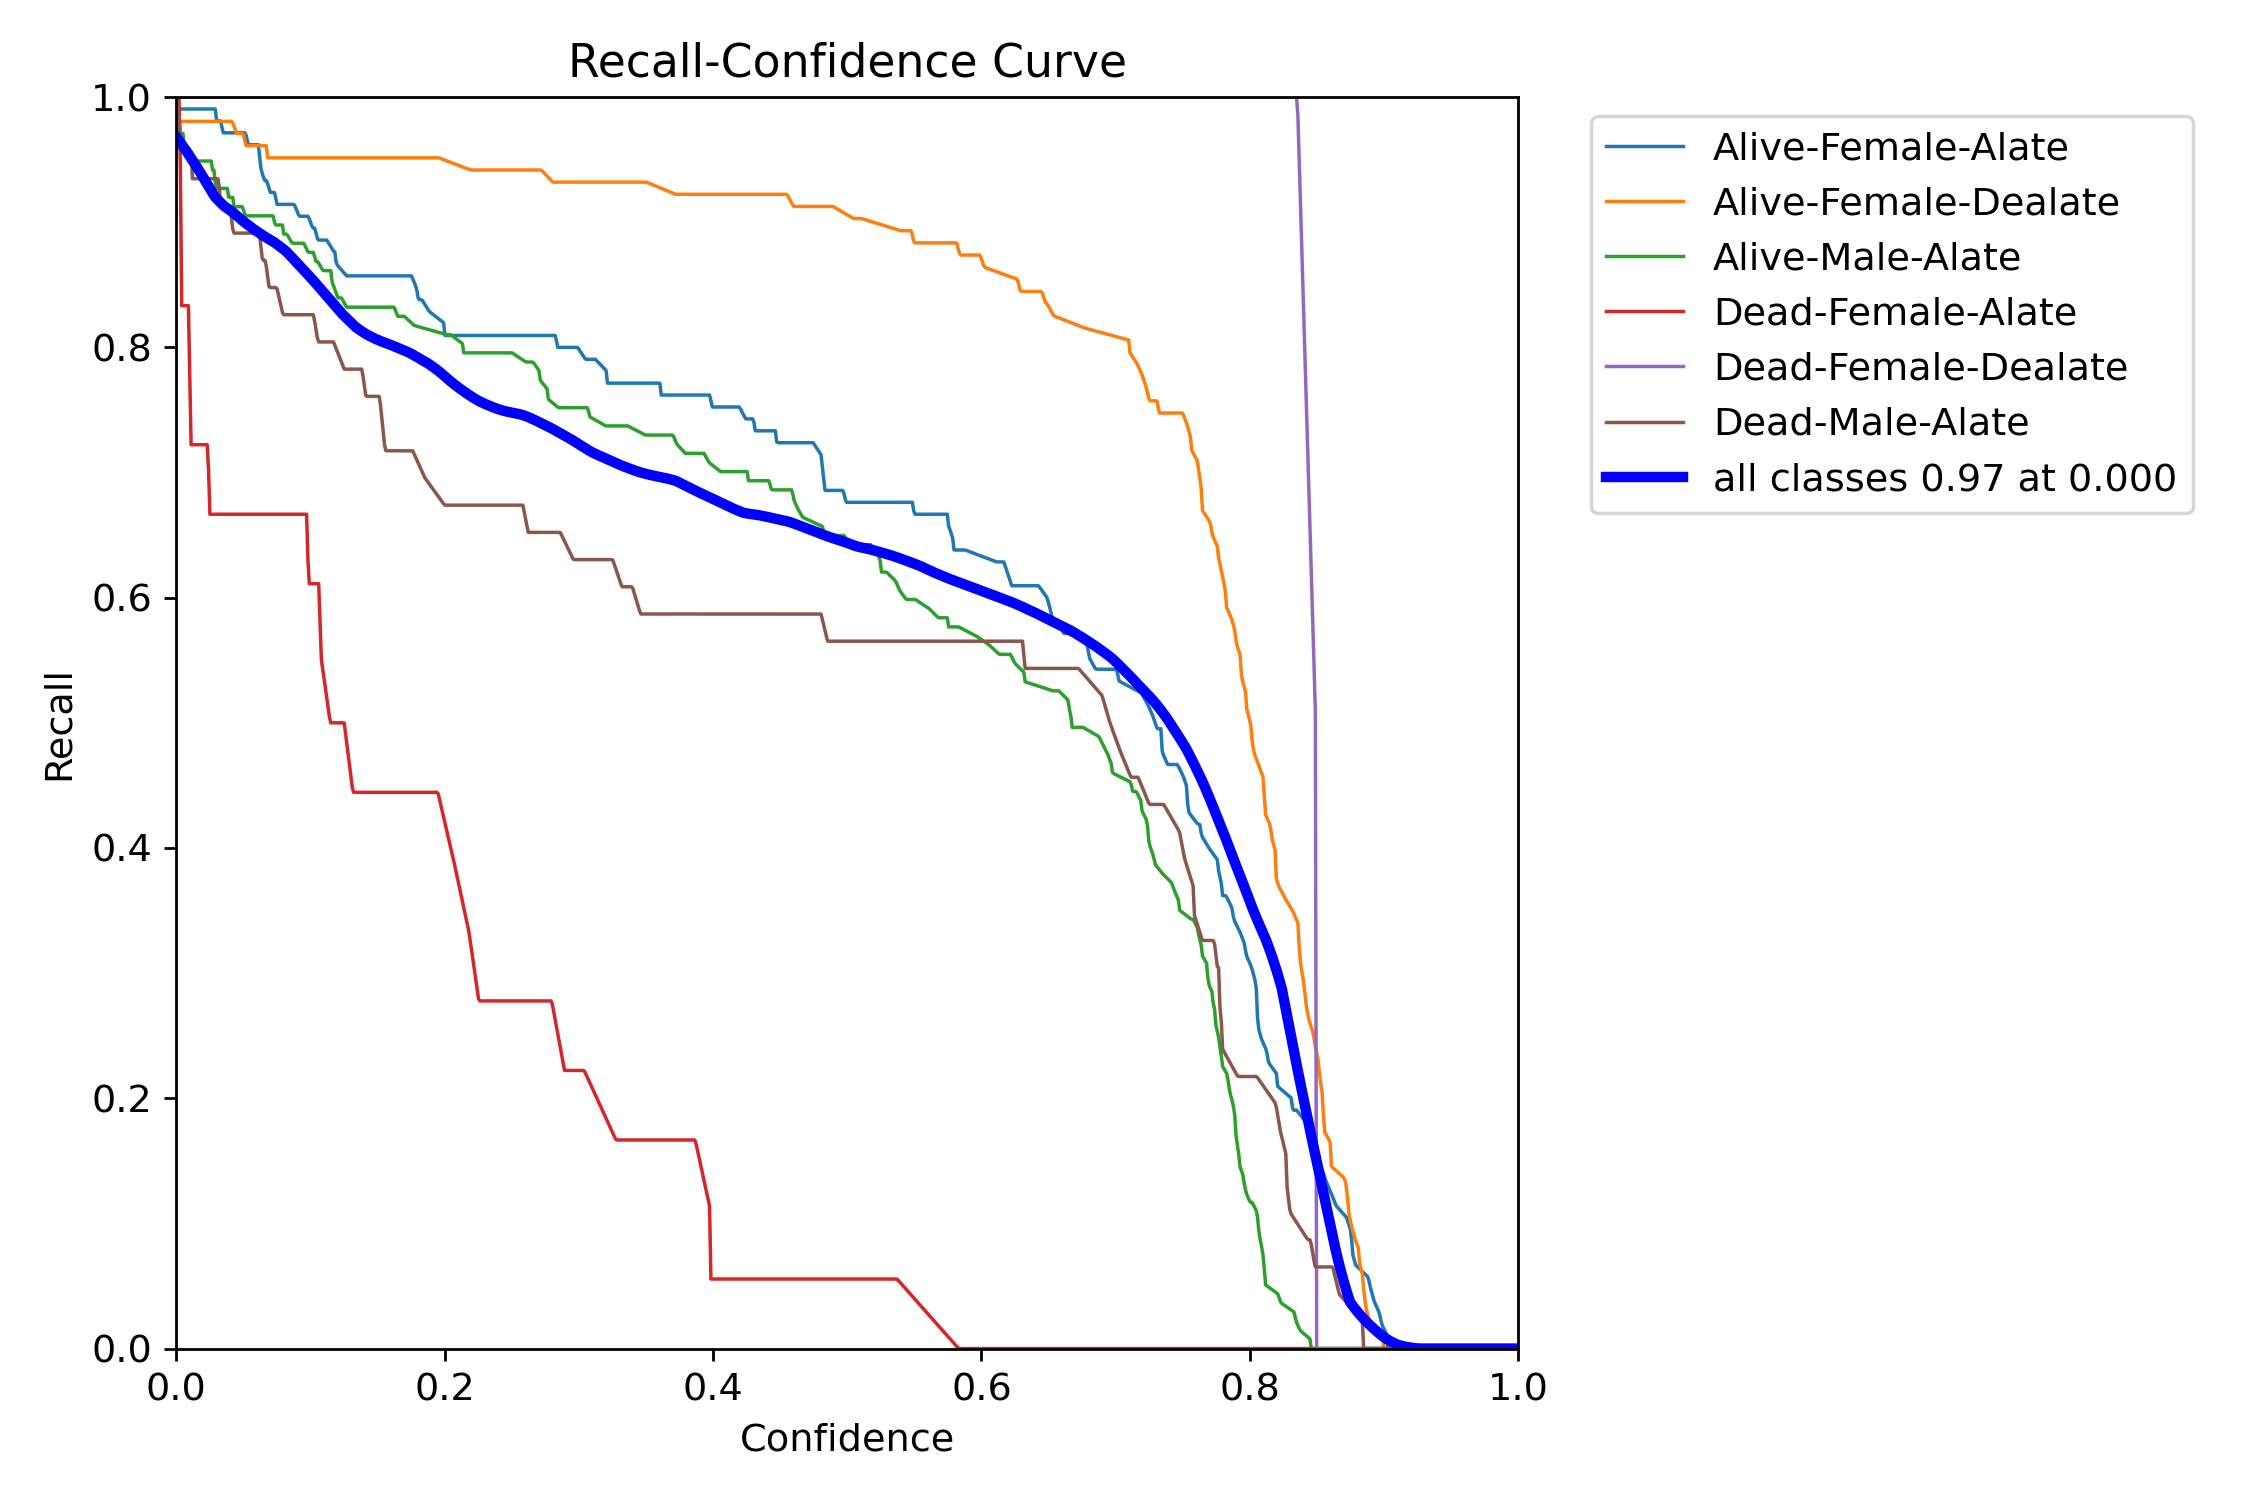 Recall-Confidence Curve
1.0
0.8
0.6
0.4
0.2
0.0
Recall
0.0 0.2 0.4 0.6 0.8 1.0
Confidence
Alive-Female-Alate
Alive-Female-Dealate
Alive-Male-Alate
Dead-Female-Alate
Dead-Female-Dealate
Dead-Male-Alate
all classes 0.97 at 0.000